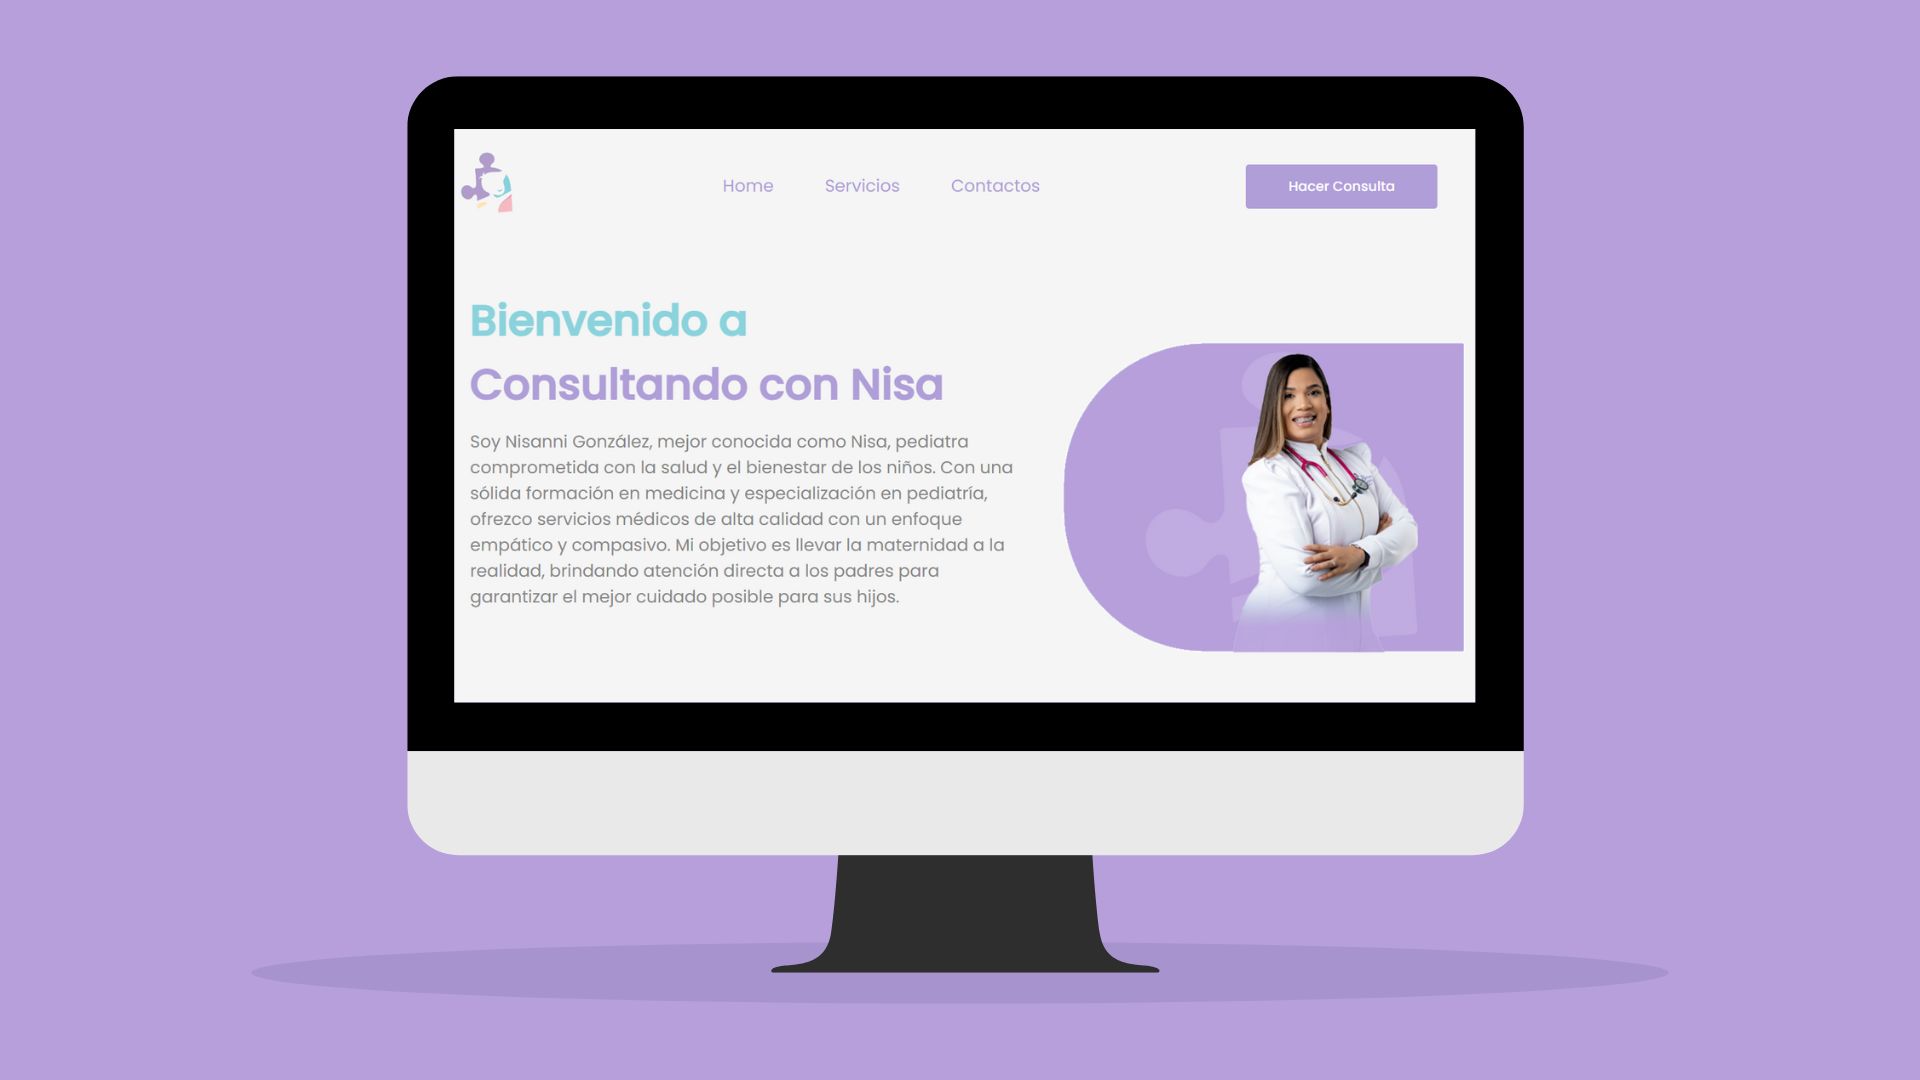 Home Servicios Contactos Hacer Consulta
Bienvenido a
Consultando con Nisa
Soy Nisanni González, mejor conocida como Nisa, pediatra
comprometida con la salud y el bienestar de los niños. Con una
sólida formación en medicina y especialización en pediatría,
ofrezco servicios médicos de alta calidad con un enfoque
empático y compasivo. Mi objetivo es llevar la maternidad a la
realidad, brindando atención directa a los padres para
garantizar el mejor cuidado posible para sus hijos.